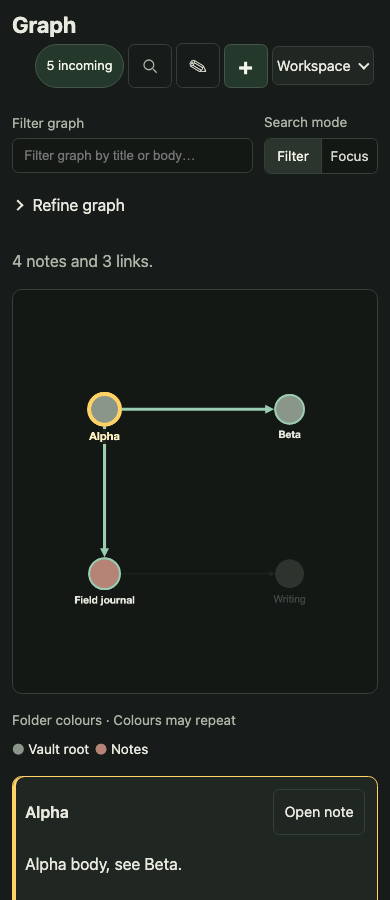 Graph
5 incoming
Workspace
Filter graph
Search mode
Filter graph by title or body…
Filter
Focus
Refine graph
4 notes and 3 links.
Alpha
Beta
Field journal
Writing
Folder colours · Colours may repeat
Vault root
Notes
Alpha
Open note
Alpha body, see Beta.